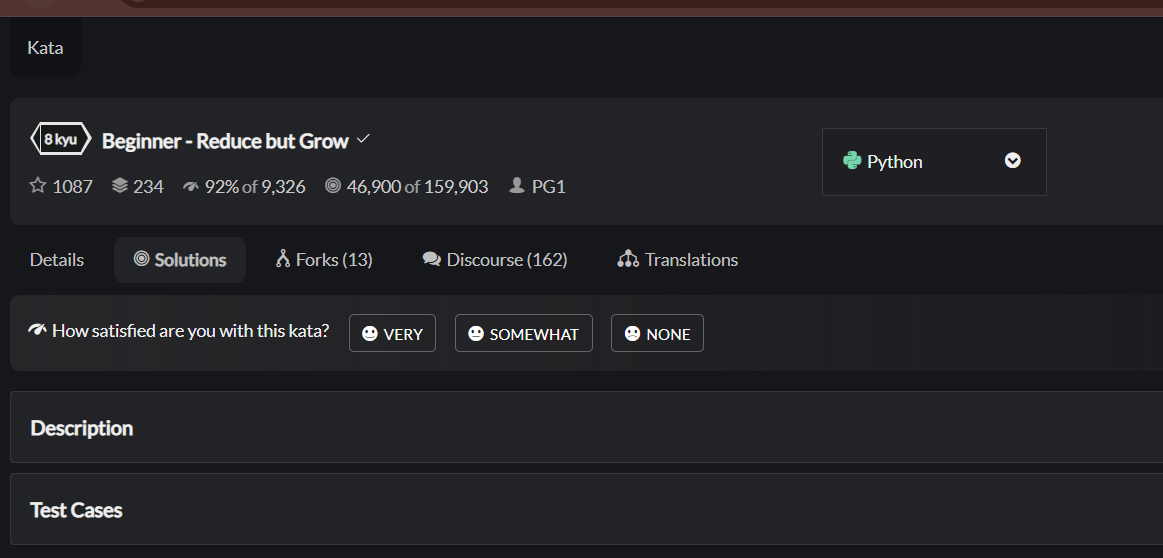 Kata
8 kyu Beginner - Reduce but Grow
1087 234 92% of 9,326 46,900 of 159,903 PG1
Python
Details Solutions Forks (13) Discourse (162) Translations
How satisfied are you with this kata? VERY SOMEWHAT NONE
Description
Test Cases